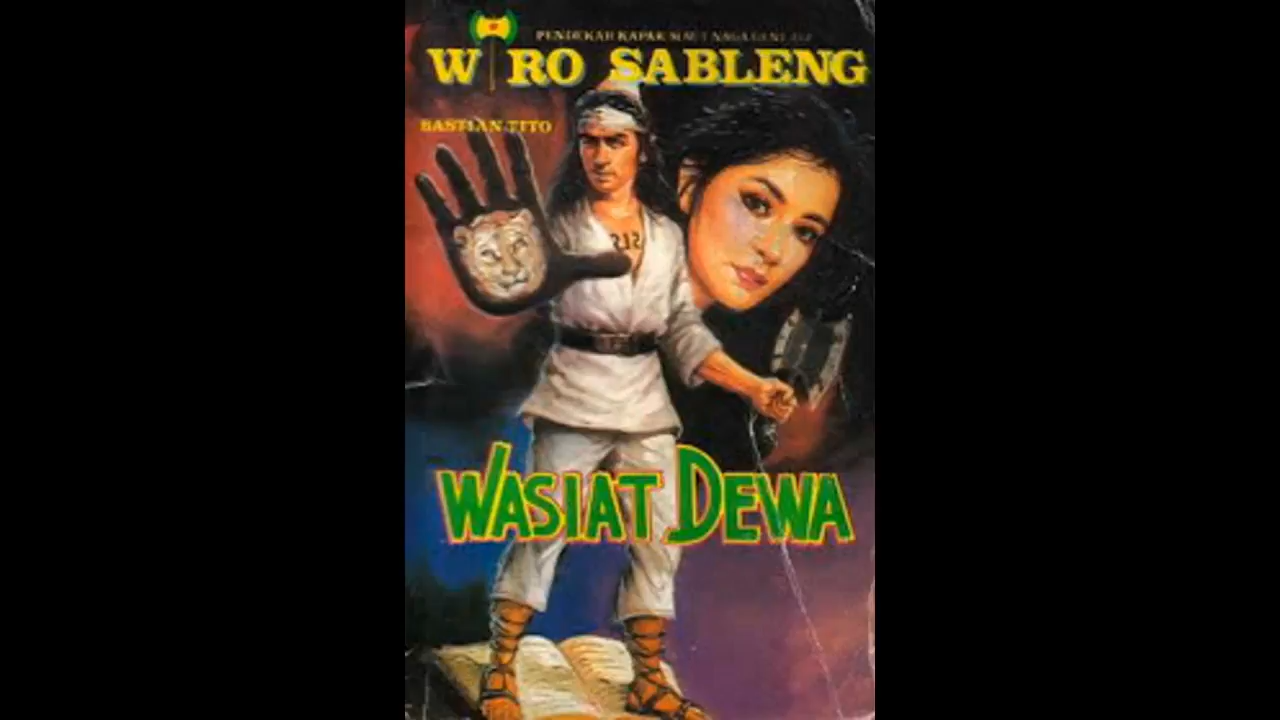 PENDEKAR KAPAK MAUT NAGA GENI 212
WIRO SABLENG
BASTIAN TITO
212
WASIAT DEWA